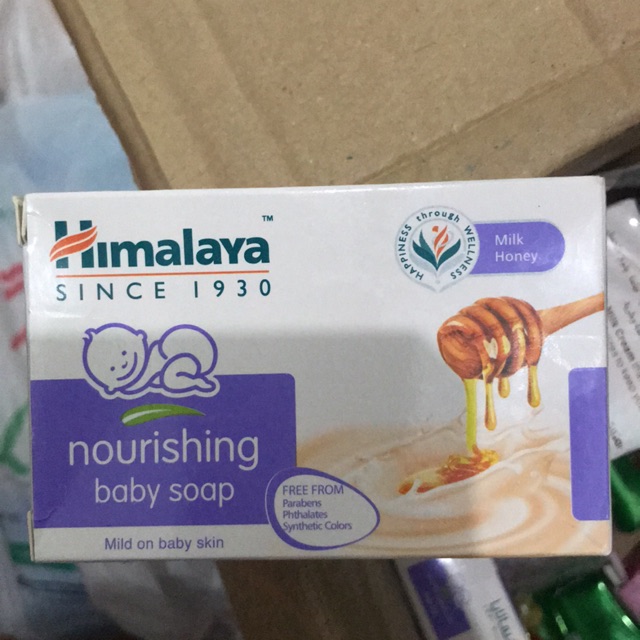 Himalaya™
SINCE 1930
HAPPINESS through WELLNESS
Milk
Honey
nourishing
baby soap
FREE FROM
Parabens
Phthalates
Synthetic Colors
Mild on baby skin